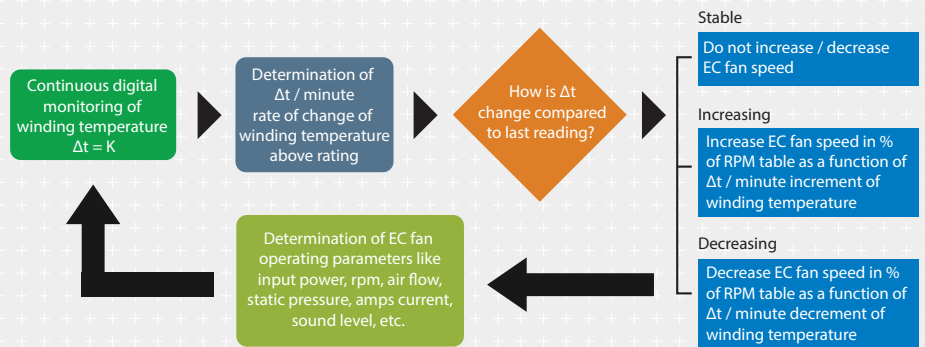 Continuous digital
monitoring of
winding temperature
Δt = K
Determination of
Δt / minute
rate of change of
winding temperature
above rating
How is Δt
change compared
to last reading?
Stable
Do not increase / decrease
EC fan speed
Increasing
Increase EC fan speed in %
of RPM table as a function of
Δt / minute increment of
winding temperature
Decreasing
Decrease EC fan speed in %
of RPM table as a function of
Δt / minute decrement of
winding temperature
Determination of EC fan
operating parameters like
input power, rpm, air flow,
static pressure, amps current,
sound level, etc.